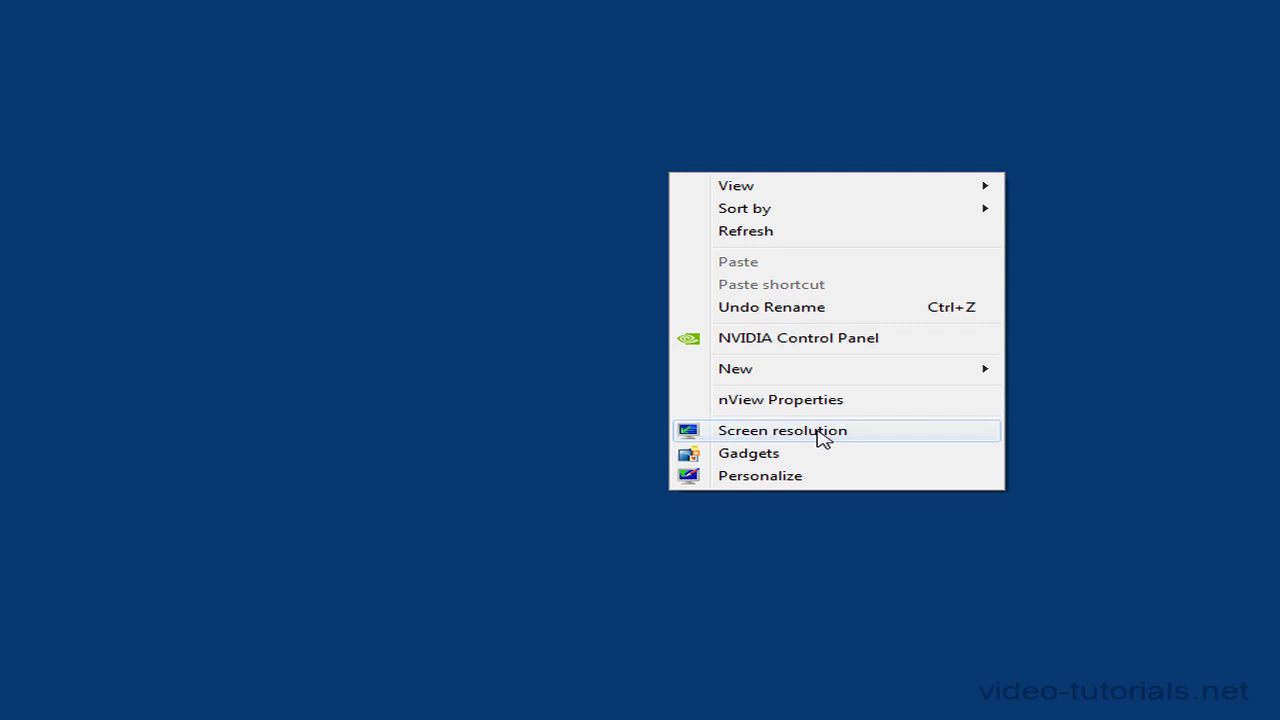 View
Sort by
Refresh
Paste
Paste shortcut
Undo Rename Ctrl+Z
NVIDIA Control Panel
New
nView Properties
Screen resolution
Gadgets
Personalize
video-tutorials.net